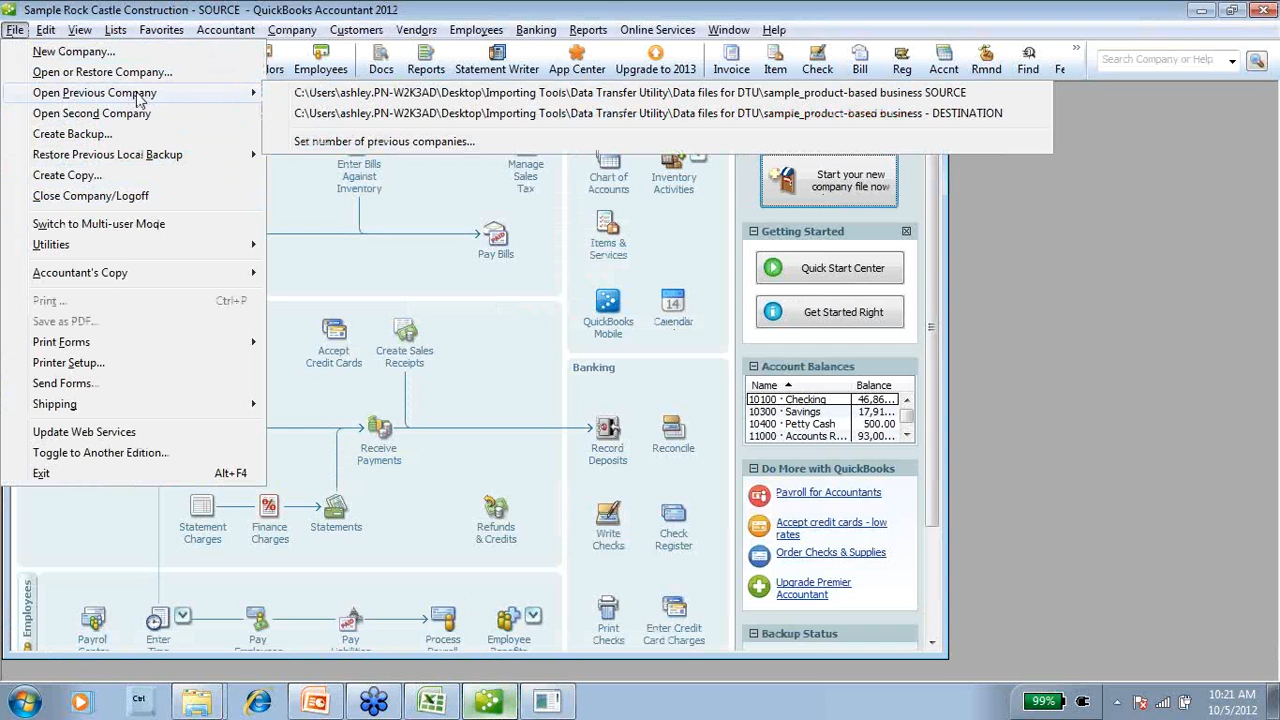 Sample Rock Castle Construction - SOURCE - QuickBooks Accountant 2012
File Edit View Lists Favorites Accountant Company Customers Vendors Employees Banking Reports Online Services Window Help
Employees Docs Reports Statement Writer App Center Upgrade to 2013 Invoice Item Check Bill Reg Accnt Rmnd Find Fe
Search Company File
New Company...
Open or Restore Company...
Open Previous Company
Open Second Company
Create Backup...
Restore Previous Local Backup
Create Copy...
Close Company/Logoff
Switch to Multi-user Mode
Utilities
Accountant's Copy
Print ... Ctrl+P
Save as PDF...
Print Forms
Printer Setup...
Send Forms...
Shipping
Update Web Services
Toggle to Another Edition...
Exit Alt+F4
C:\Users\ashley.PN-W2K3AD\Desktop\Importing Tools\Data Transfer Utility\Data files for DTU\sample_product-based business SOURCE
C:\Users\ashley.PN-W2K3AD\Desktop\Importing Tools\Data Transfer Utility\Data files for DTU\sample_product-based business - DESTINATION
Set number of previous companies...
Enter Bills
Against
Inventory
Manage
Sales
Tax
Pay Bills
Accept
Credit Cards
Create Sales
Receipts
Receive
Payments
Statement
Charges
Finance
Charges
Statements
Refunds
& Credits
Employees
Payroll
Center
Enter
Pay
Pay
Process
Employee
Chart of
Accounts
Inventory
Activities
Items &
Services
QuickBooks
Mobile
14
Calendar
Banking
Record
Deposits
Reconcile
Write
Checks
Check
Register
Print
Checks
Enter Credit
Card Charges
Start your new
company file now
Getting Started
Quick Start Center
Get Started Right
Account Balances
Name Balance
10100 · Checking 46,86...
10300 · Savings 17,91...
10400 · Petty Cash 500.00
11000 · Accounts R... 93,00...
Do More with QuickBooks
Payroll for Accountants
Accept credit cards - low
rates
Order Checks & Supplies
Upgrade Premier
Accountant
Backup Status
Ctrl
99%
10:21 AM
10/5/2012